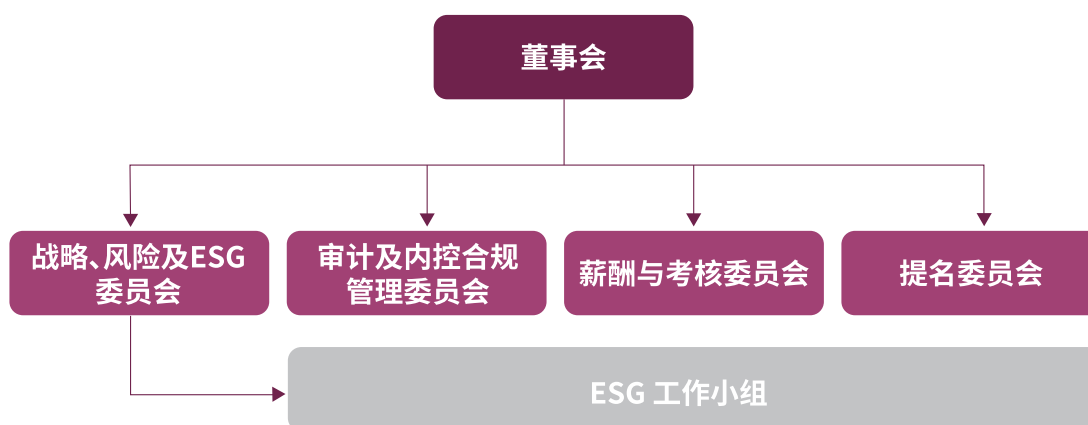 董事会
战略、风险及ESG
委员会
审计及内控合规
管理委员会
薪酬与考核委员会
提名委员会
ESG 工作小组